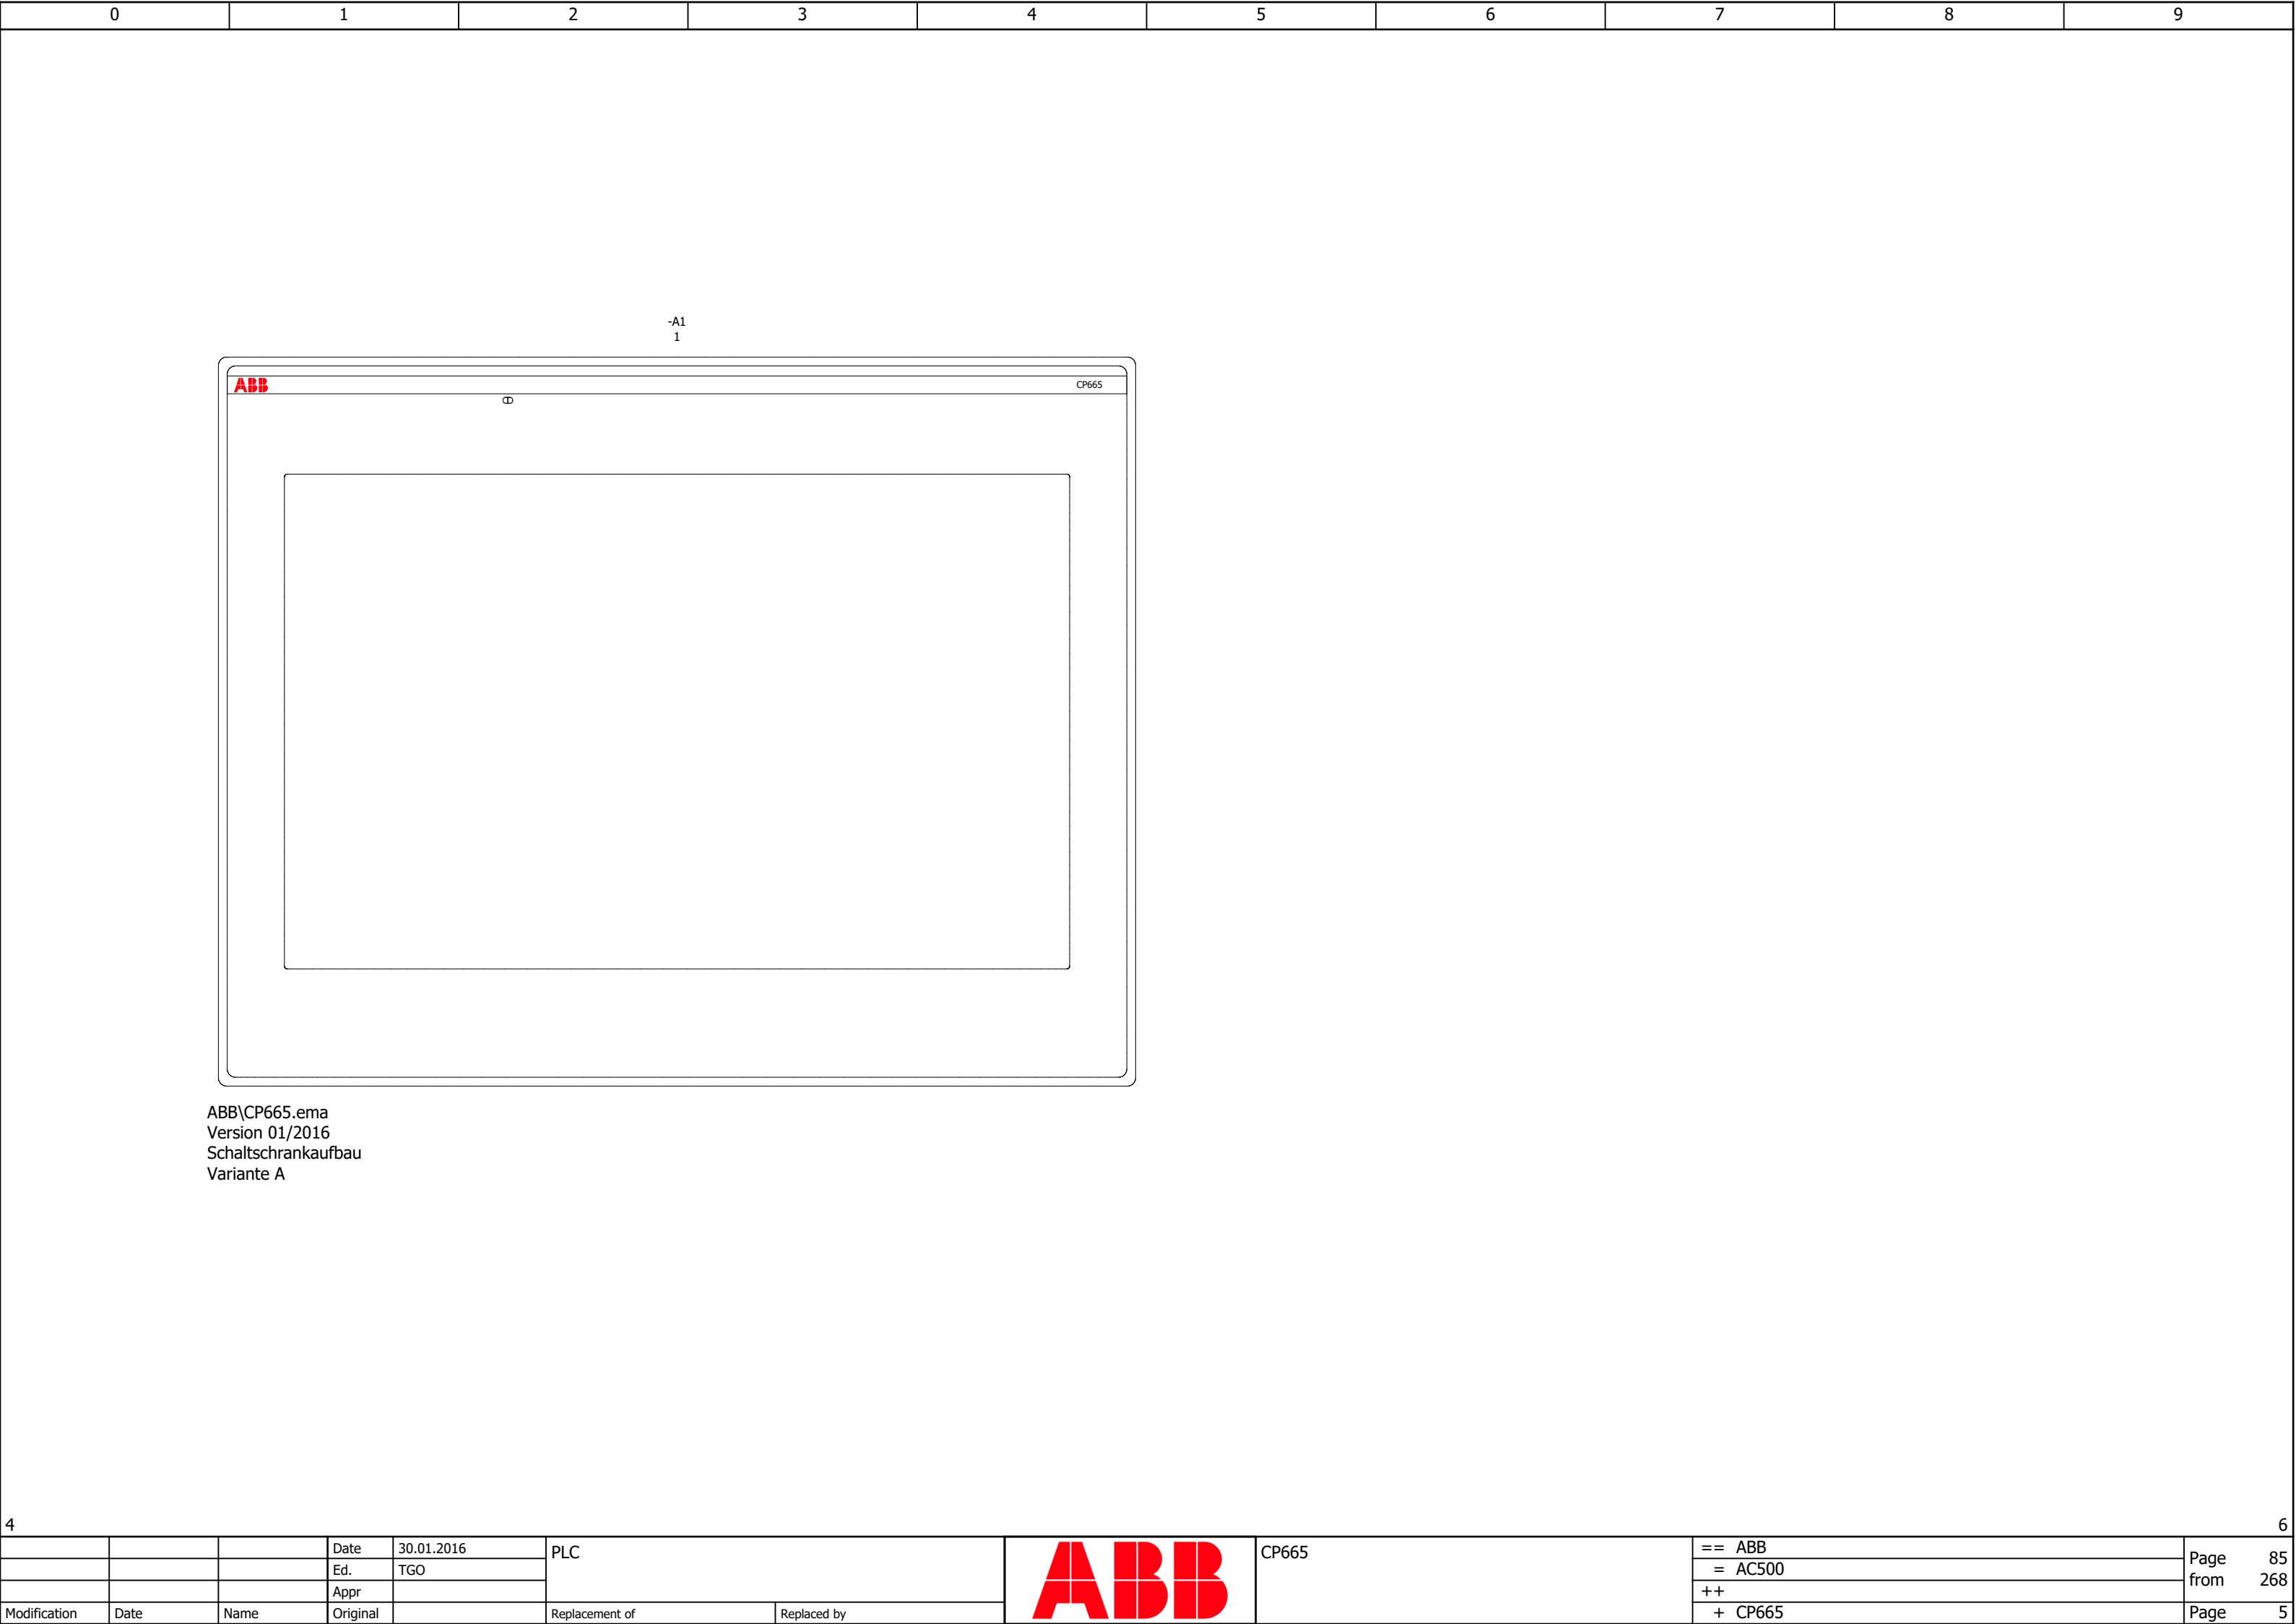 0 1 2 3 4 5 6 7 8 9
-A1
1
ABB CP665
ABB\CP665.ema
Version 01/2016
Schaltschrankaufbau
Variante A
4 6
Date 30.01.2016 PLC ABB CP665 == ABB Page 85
Ed. TGO = AC500 from 268
Appr ++
Modification Date Name Original Replacement of Replaced by + CP665 Page 5